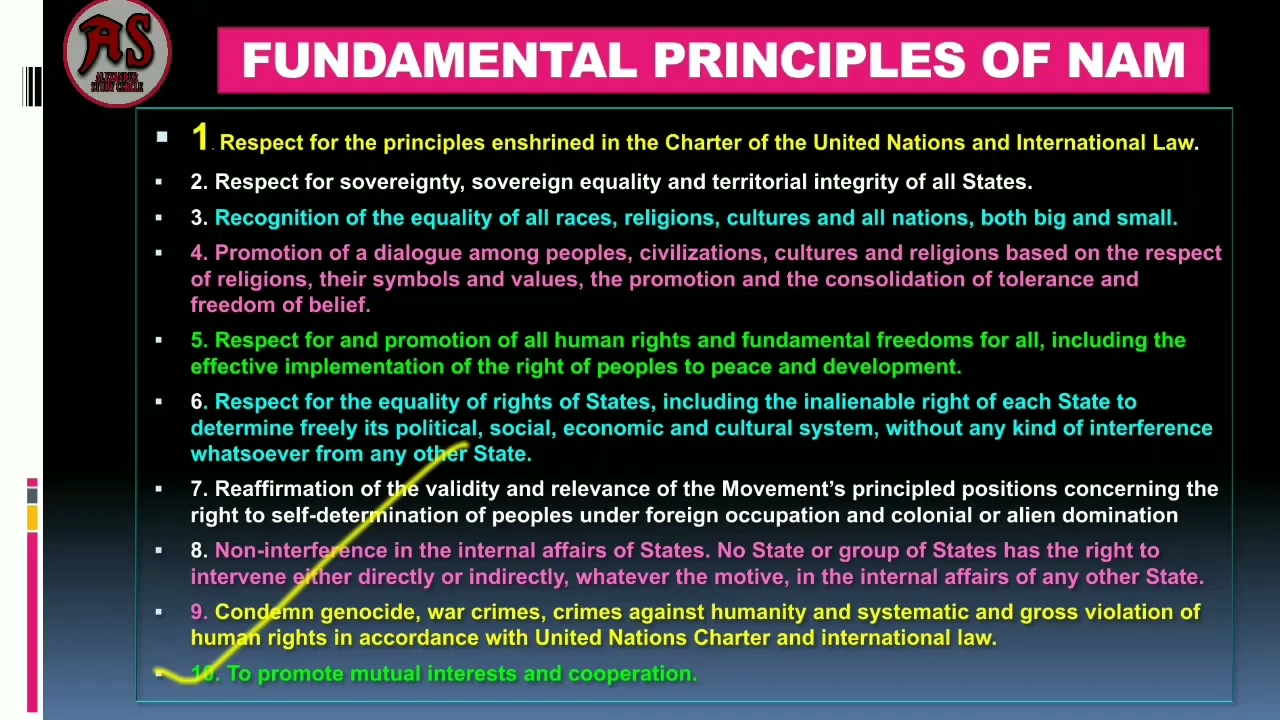 AS
ALEXANDER
STUDY CIRCLE
FUNDAMENTAL PRINCIPLES OF NAM
1. Respect for the principles enshrined in the Charter of the United Nations and International Law.
2. Respect for sovereignty, sovereign equality and territorial integrity of all States.
3. Recognition of the equality of all races, religions, cultures and all nations, both big and small.
4. Promotion of a dialogue among peoples, civilizations, cultures and religions based on the respect
of religions, their symbols and values, the promotion and the consolidation of tolerance and
freedom of belief.
5. Respect for and promotion of all human rights and fundamental freedoms for all, including the
effective implementation of the right of peoples to peace and development.
6. Respect for the equality of rights of States, including the inalienable right of each State to
determine freely its political, social, economic and cultural system, without any kind of interference
whatsoever from any other State.
7. Reaffirmation of the validity and relevance of the Movement’s principled positions concerning the
right to self-determination of peoples under foreign occupation and colonial or alien domination
8. Non-interference in the internal affairs of States. No State or group of States has the right to
intervene either directly or indirectly, whatever the motive, in the internal affairs of any other State.
9. Condemn genocide, war crimes, crimes against humanity and systematic and gross violation of
human rights in accordance with United Nations Charter and international law.
10. To promote mutual interests and cooperation.